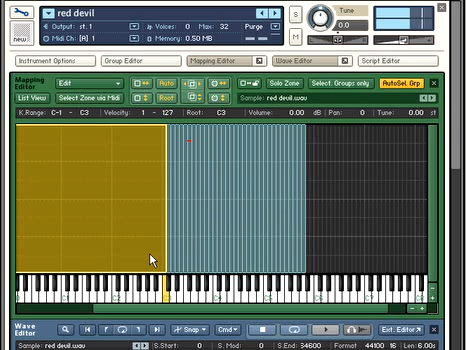 red devil
Output: st. 1 Voices: 0 Max: 32 Purge
Midi Ch: [A] 1 Memory: 0.50 MB
new
S
M
Tune
0.0
Instrument Options Group Editor Mapping Editor Wave Editor Script Editor
Mapping Editor
Edit Auto Solo Zone Select. Groups only AutoSel. Grp
List View Select Zone via Midi Root Sample: red devil.wav
K.Range: C-1 - C3 Velocity: 1 - 127 Root: C3 Volume: 0.00 dB Pan: 0 Tune: 0.00 st
Wave Editor
Snap Cmd Ext. Editor
Sample: red devil.wav S.Start: 0 S. Mod: 0 S.End: 34600 Format 44100 16 Len: 6.00s